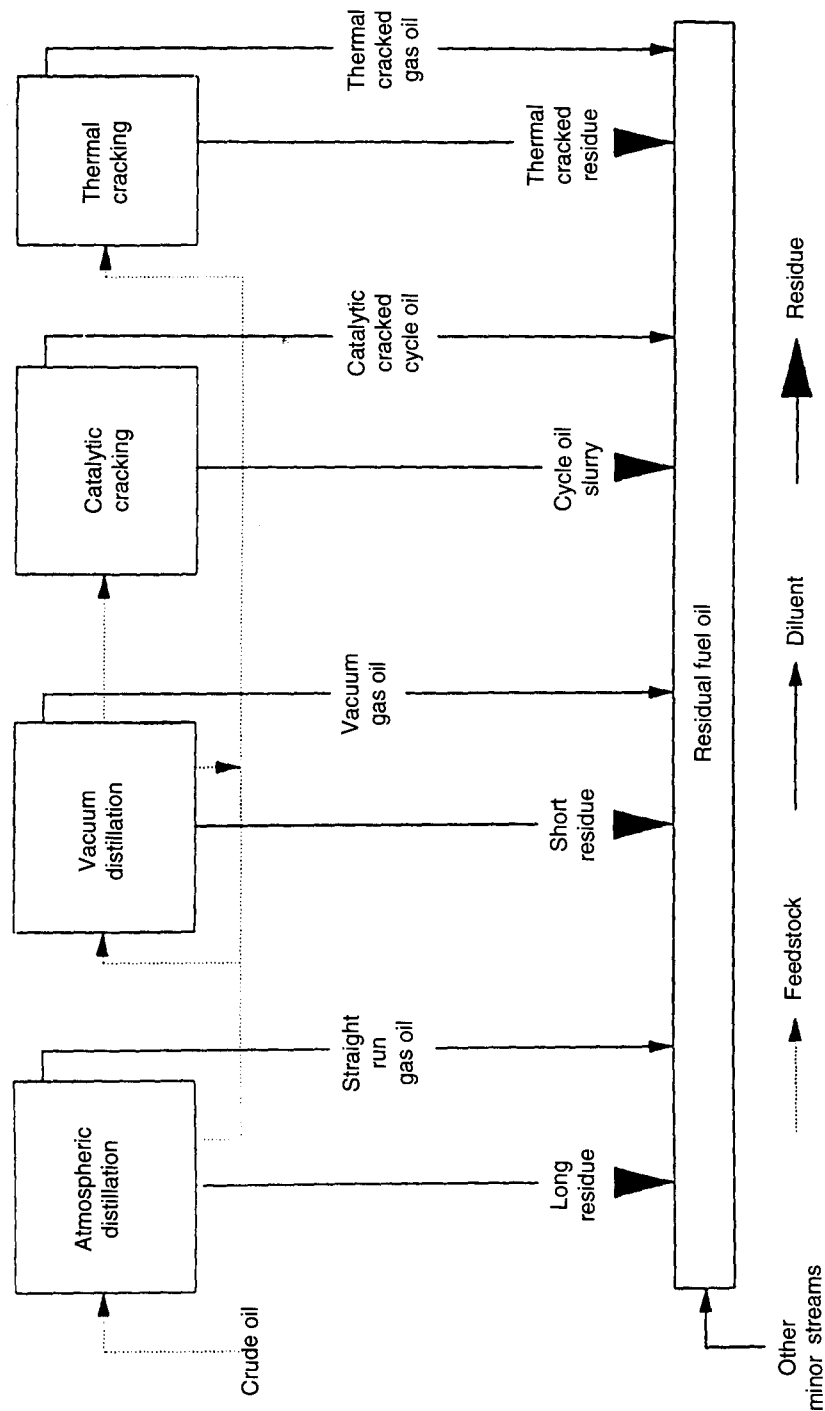 Crude oil
Atmospheric
distillation
Vacuum
distillation
Catalytic
cracking
Thermal
cracking
Straight
run
gas oil
Vacuum
gas oil
Catalytic
cracked
cycle oil
Thermal
cracked
gas oil
Long
residue
Short
residue
Cycle oil
slurry
Thermal
cracked
residue
Residual fuel oil
Other
minor streams
Feedstock
Diluent
Residue